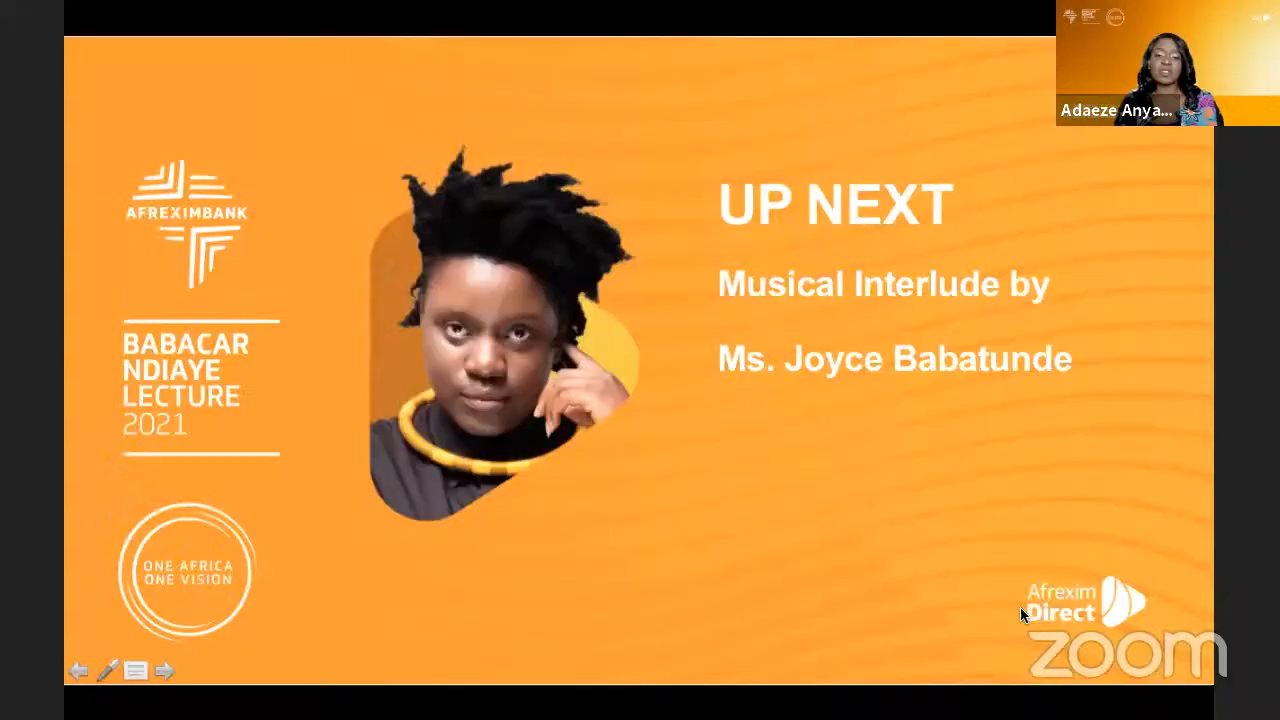 Adaeze Anya...
AFREXIMBANK
BABACAR
NDIAYE
LECTURE
2021
ONE AFRICA
ONE VISION
UP NEXT
Musical Interlude by
Ms. Joyce Babatunde
Afrexim
Direct
zoom